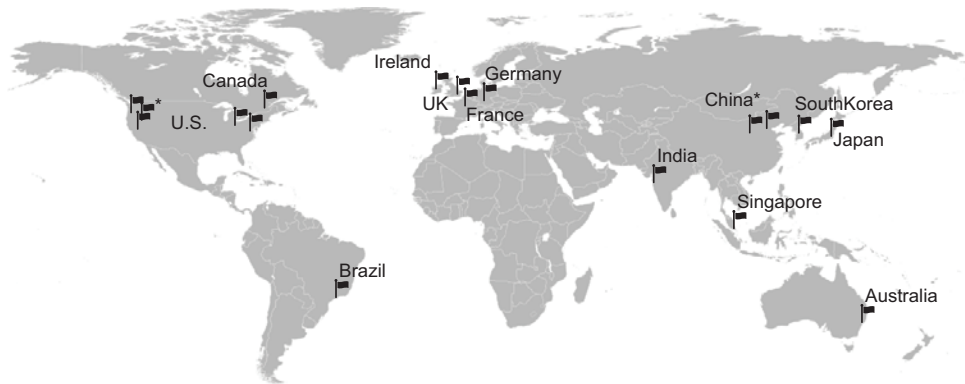 Ireland
Germany
Canada
*
UK
France
U.S.
China*
SouthKorea
Japan
India
Singapore
Brazil
Australia